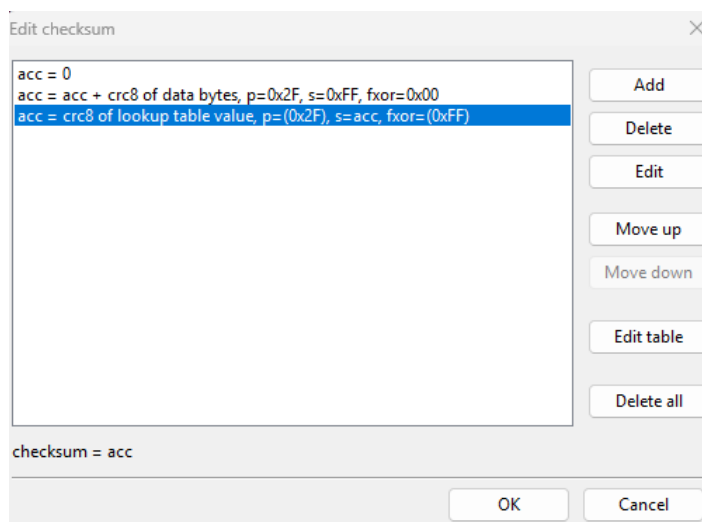 Edit checksum
acc = 0
acc = acc + crc8 of data bytes, p=0x2F, s=0xFF, fxor=0x00
acc = crc8 of lookup table value, p=(0x2F), s=acc, fxor=(0xFF)
Add
Delete
Edit
Move up
Move down
Edit table
Delete all
checksum = acc
OK
Cancel